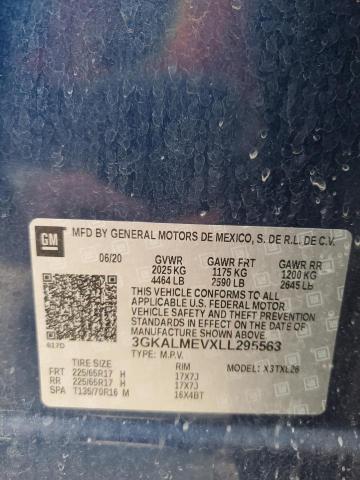 GM MFD BY GENERAL MOTORS DE MEXICO, S. DE R.L. DE C.V.
06/20 GVWR GAWR FRT GAWR RR
2025 KG 1175 KG 1200 KG
4464 LB 2590 LB 2645 LB
THIS VEHICLE CONFORMS TO ALL APPLICABLE
U.S. FEDERAL MOTOR VEHICLE SAFETY, BUMPER, AND
THEFT PREVENTION STANDARDS IN EFFECT ON THE DATE OF
MANUFACTURE SHOWN ABOVE.
617D 3GKALMEVXLL295563
TYPE: M.P.V. MODEL: X3TXL26
TIRE SIZE RIM
FRT 225/65R17 H 17X7J
RR 225/65R17 H 17X7J
SPA T135/70R16 M 16X4BT